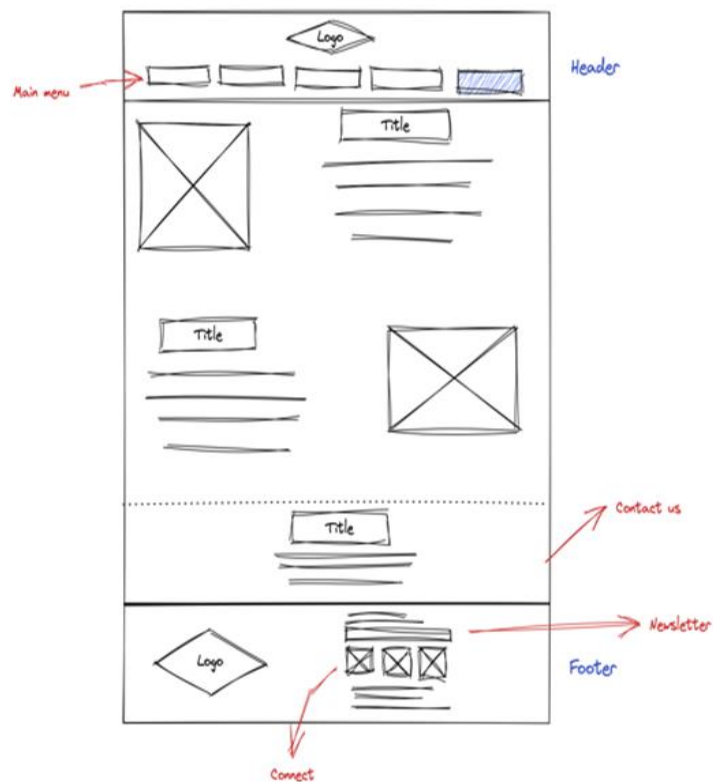 Logo
Header
Main menu
Title
Title
Contact us
Title
Newsletter
Logo
Footer
Connect